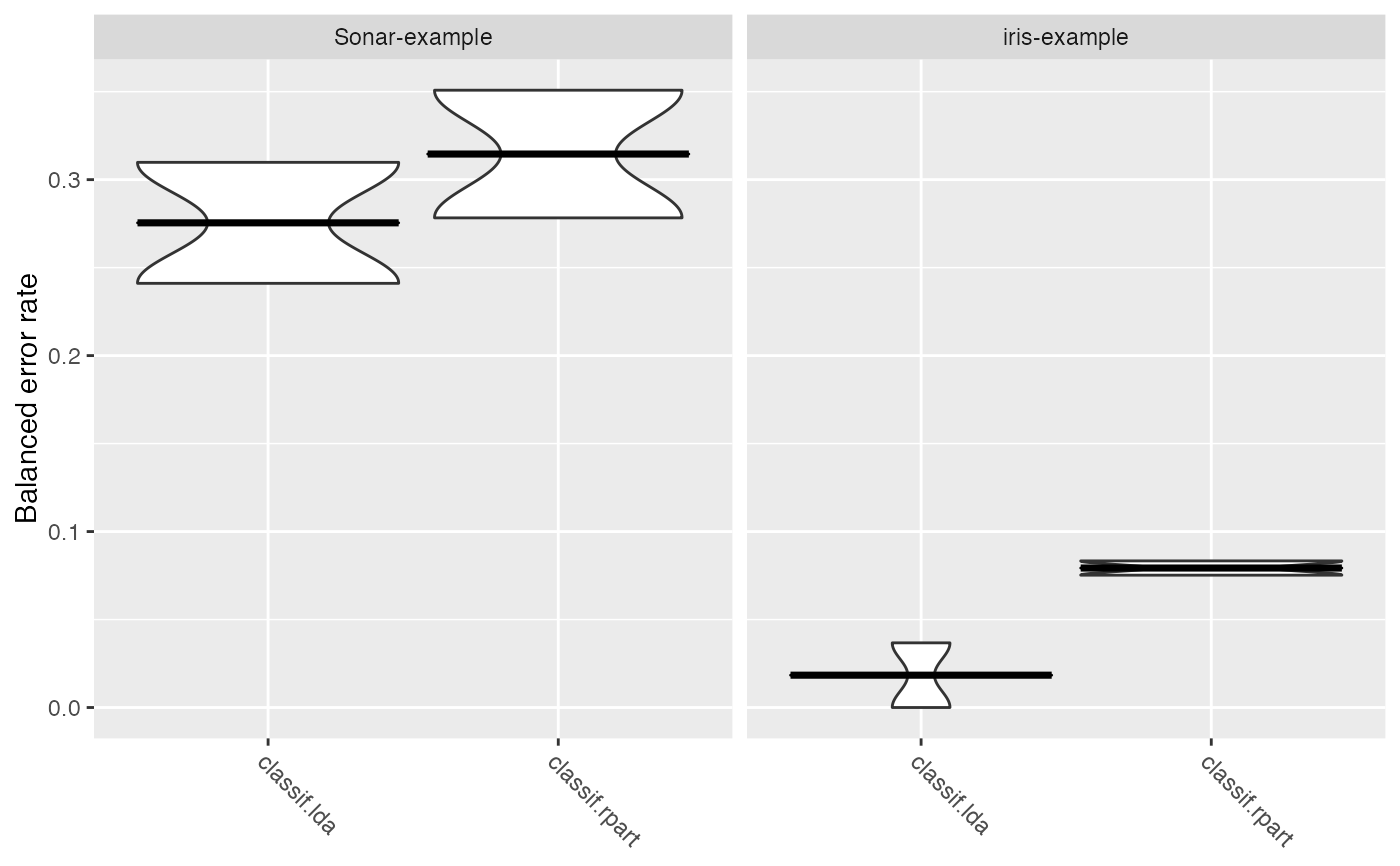 Sonar-example
iris-example
Balanced error rate
0.3
0.2
0.1
0.0
classif.lda
classif.rpart
classif.lda
classif.rpart